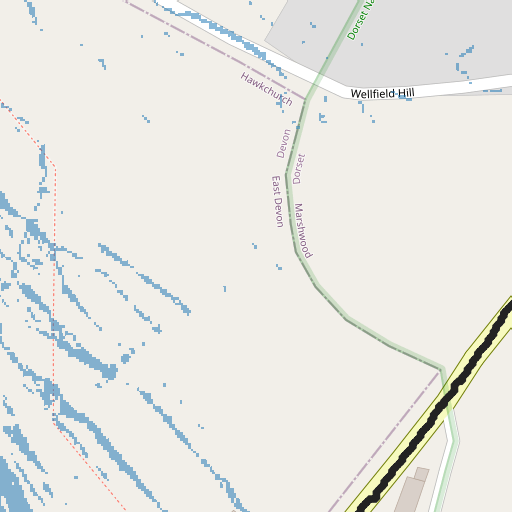 Dorset Na
Hawkchurch
Wellfield Hill
Devon
Dorset
East Devon
Marshwood